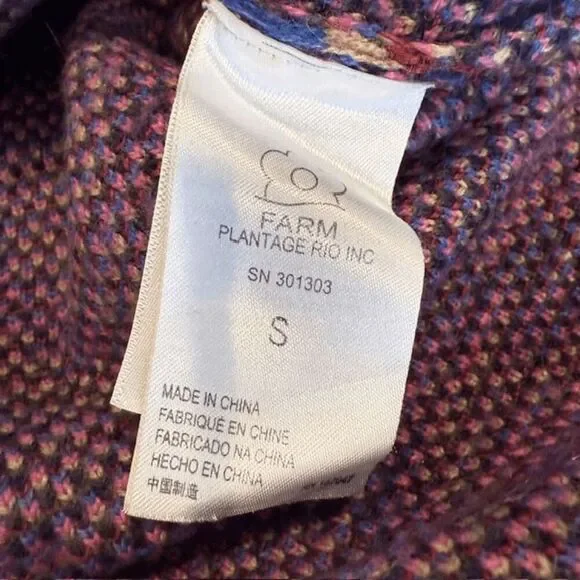 FARM
PLANTAGE RIO INC
SN 301303
S
MADE IN CHINA
FABRIQUÉ EN CHINE
FABRICADO NA CHINA
HECHO EN CHINA
中国制造